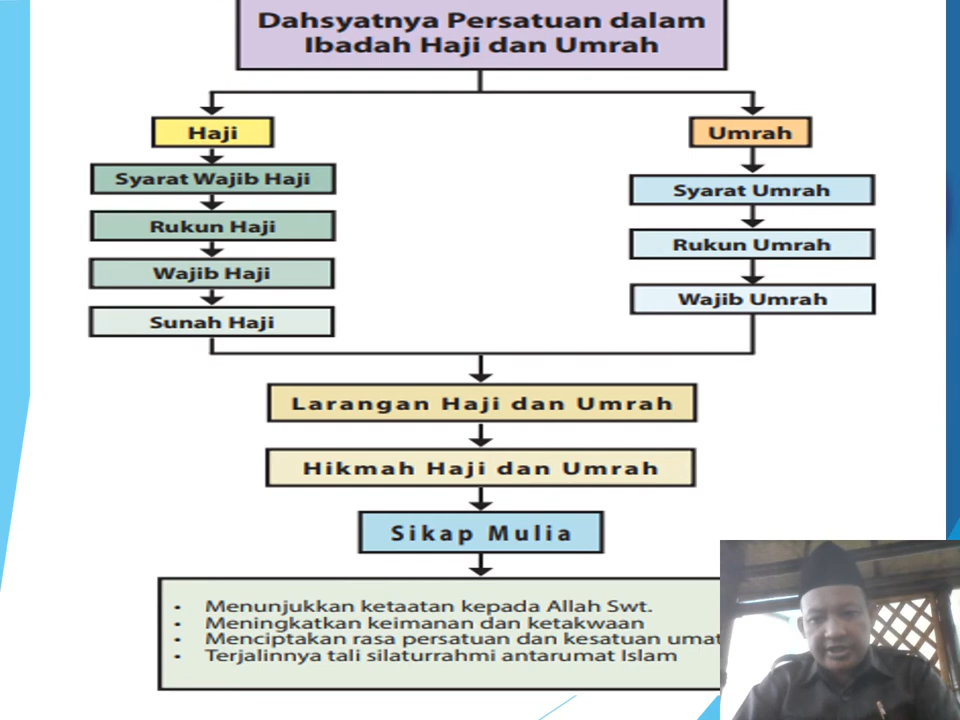 Dahsyatnya Persatuan dalam
Ibadah Haji dan Umrah
Haji
Umrah
Syarat Wajib Haji
Syarat Umrah
Rukun Haji
Rukun Umrah
Wajib Haji
Wajib Umrah
Sunah Haji
Larangan Haji dan Umrah
Hikmah Haji dan Umrah
Sikap Mulia
• Menunjukkan ketaatan kepada Allah Swt.
• Meningkatkan keimanan dan ketakwaan
• Menciptakan rasa persatuan dan kesatuan umat
• Terjalinnya tali silaturrahmi antarumat Islam